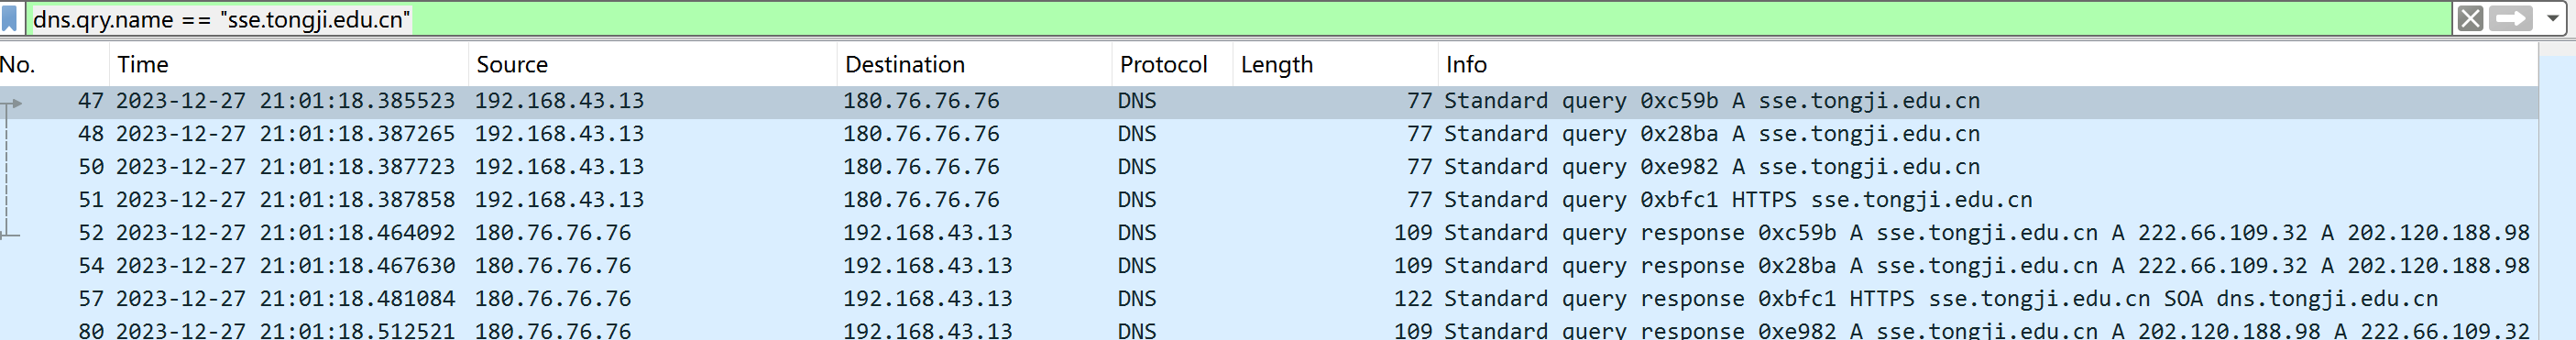 dns.qry.name == "sse.tongji.edu.cn"
No. Time Source Destination Protocol Length Info
47 2023-12-27 21:01:18.385523 192.168.43.13 180.76.76.76 DNS 77 Standard query 0xc59b A sse.tongji.edu.cn
48 2023-12-27 21:01:18.387265 192.168.43.13 180.76.76.76 DNS 77 Standard query 0x28ba A sse.tongji.edu.cn
50 2023-12-27 21:01:18.387723 192.168.43.13 180.76.76.76 DNS 77 Standard query 0xe982 A sse.tongji.edu.cn
51 2023-12-27 21:01:18.387858 192.168.43.13 180.76.76.76 DNS 77 Standard query 0xbfc1 HTTPS sse.tongji.edu.cn
52 2023-12-27 21:01:18.464092 180.76.76.76 192.168.43.13 DNS 109 Standard query response 0xc59b A sse.tongji.edu.cn A 222.66.109.32 A 202.120.188.98
54 2023-12-27 21:01:18.467630 180.76.76.76 192.168.43.13 DNS 109 Standard query response 0x28ba A sse.tongji.edu.cn A 222.66.109.32 A 202.120.188.98
57 2023-12-27 21:01:18.481084 180.76.76.76 192.168.43.13 DNS 122 Standard query response 0xbfc1 HTTPS sse.tongji.edu.cn SOA dns.tongji.edu.cn
80 2023-12-27 21:01:18.512521 180.76.76.76 192.168.43.13 DNS 109 Standard query response 0xe982 A sse.tongji.edu.cn A 202.120.188.98 A 222.66.109.32